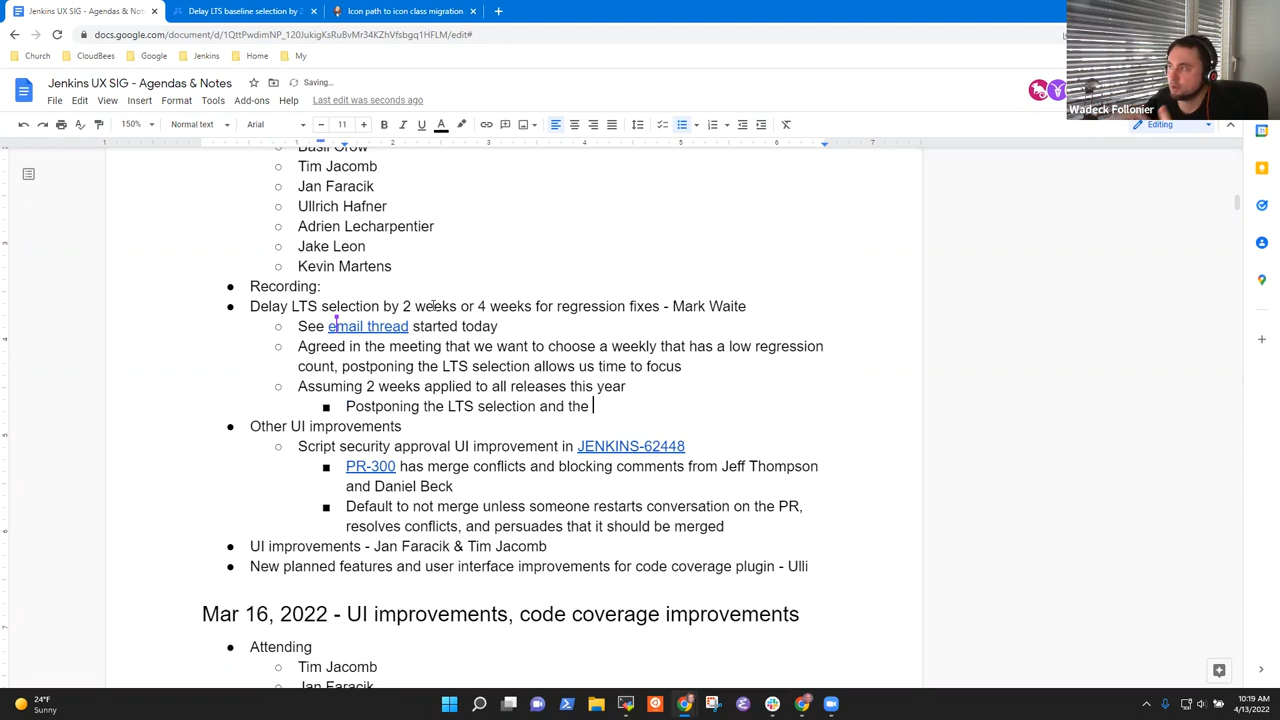 Jenkins UX SIG - Agendas & Not
Delay LTS baseline selection by 2
Icon path to icon class migration
docs.google.com/document/d/1QttPwdimNP_120JukigKsRuBvMr34KZhVfsbgq1HFLM/edit#
Church
CloudBees
Google
Jenkins
Home
My
Jenkins UX SIG - Agendas & Notes
Saving...
File Edit View Insert Format Tools Add-ons Help Last edit was seconds ago
Wadeck Follonier
150% Normal text Arial 11 Editing
1 1 2 3 4 5 6 7
Basil Crow
Tim Jacomb
Jan Faracik
Ullrich Hafner
Adrien Lecharpentier
Jake Leon
Kevin Martens
Recording:
Delay LTS selection by 2 weeks or 4 weeks for regression fixes - Mark Waite
See email thread started today
Agreed in the meeting that we want to choose a weekly that has a low regression
count, postponing the LTS selection allows us time to focus
Assuming 2 weeks applied to all releases this year
Postponing the LTS selection and the
Other UI improvements
Script security approval UI improvement in JENKINS-62448
PR-300 has merge conflicts and blocking comments from Jeff Thompson
and Daniel Beck
Default to not merge unless someone restarts conversation on the PR,
resolves conflicts, and persuades that it should be merged
UI improvements - Jan Faracik & Tim Jacomb
New planned features and user interface improvements for code coverage plugin - Ulli
Mar 16, 2022 - UI improvements, code coverage improvements
Attending
Tim Jacomb
Jan Faracik
24°F
Sunny
10:19 AM
4/13/2022